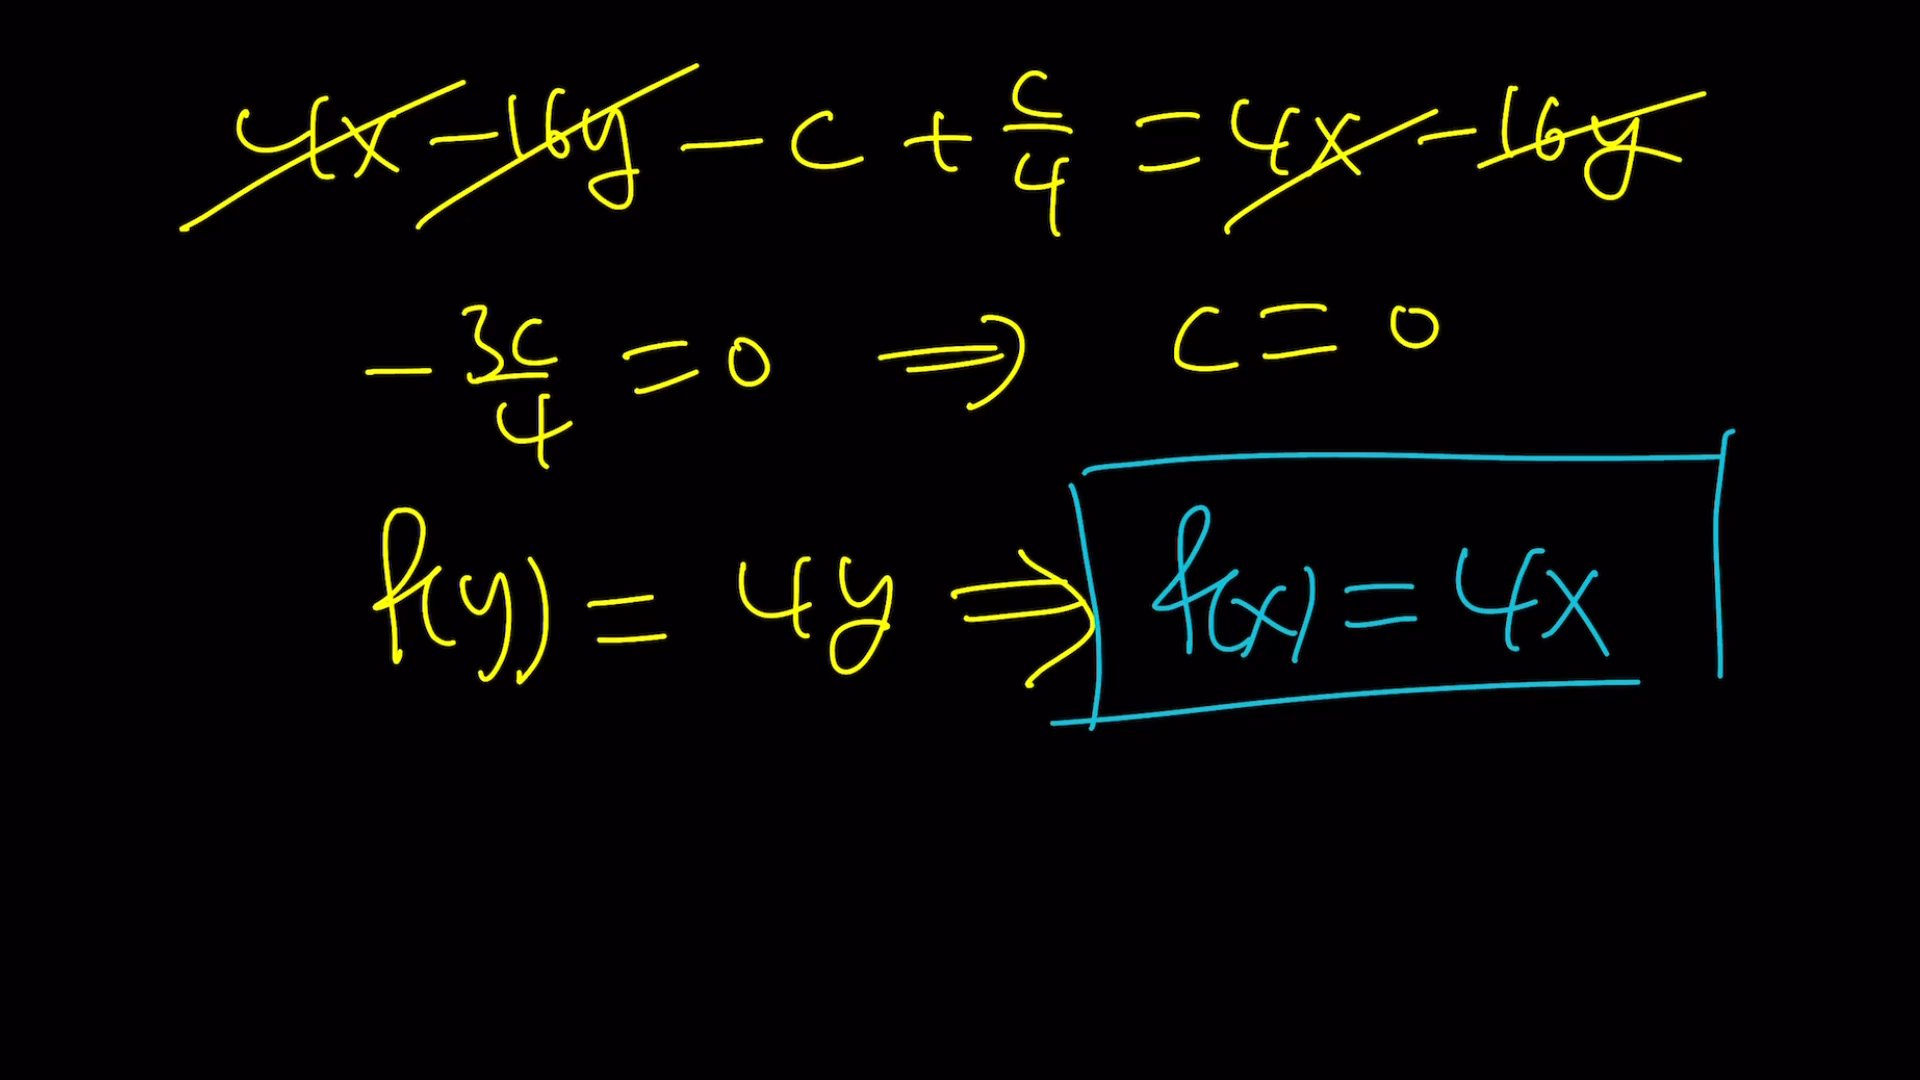 4x - 16y - c + c/4 = 4x - 16y
- 3c/4 = 0 ⇒ c = 0
f(y) = 4y ⇒ f(x) = 4x